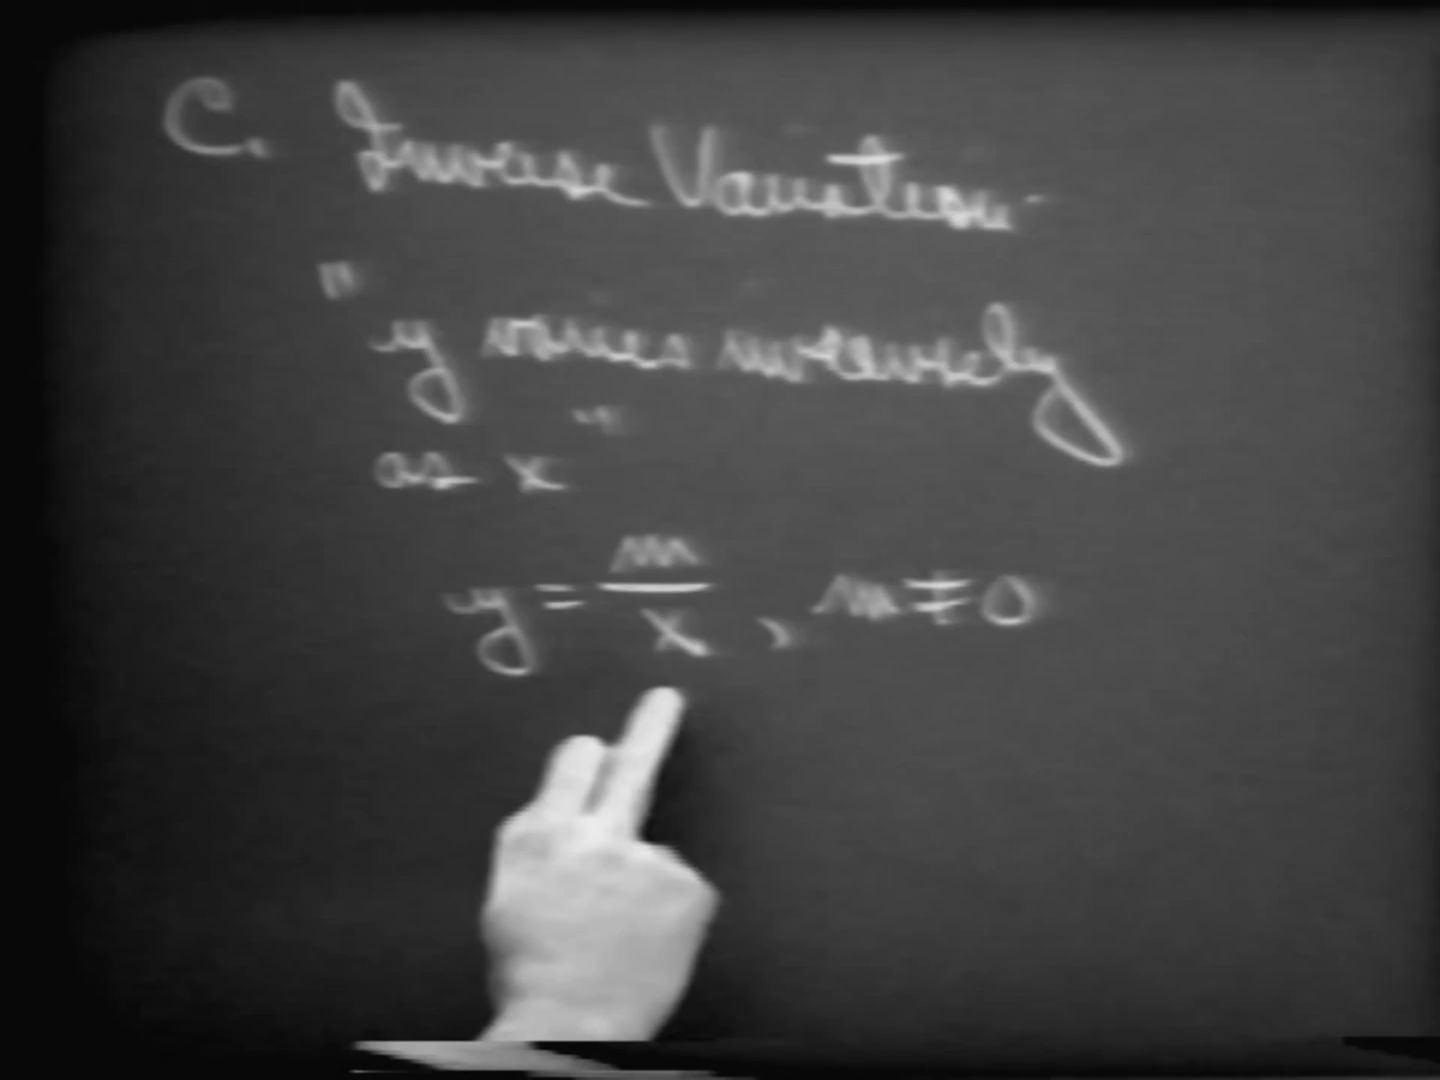 C. Inverse Variation
" y varies inversely
as x "
y = m/x , m ≠ 0